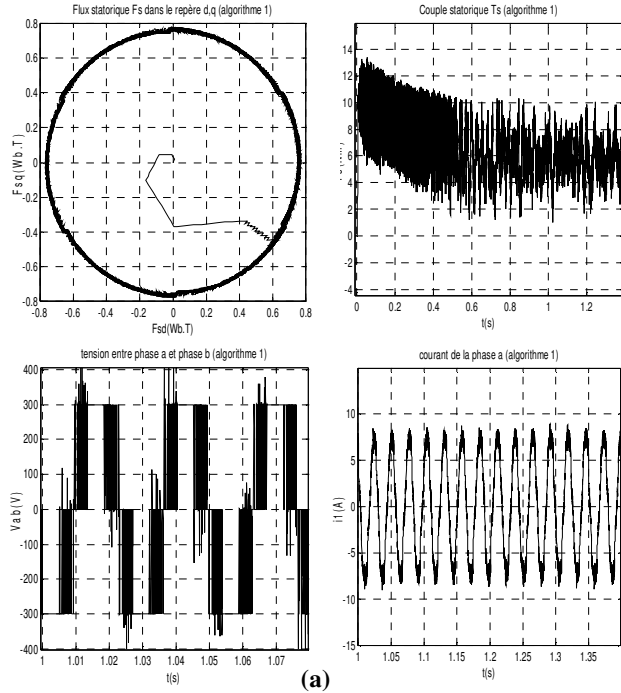 Flux statorique Fs dans le repère d,q (algorithme 1)
0.8
0.6
0.4
0.2
0
-0.2
-0.4
-0.6
-0.8
Fsq(Wb.T)
-0.8 -0.6 -0.4 -0.2 0 0.2 0.4 0.6 0.8
Fsd(Wb.T)
Couple statorique Ts (algorithme 1)
16
14
12
10
8
6
4
2
0
-2
-4
0 0.2 0.4 0.6 0.8 1 1.2
t(s)
tension entre phase a et phase b (algorithme 1)
400
300
200
100
0
-100
-200
-300
-400
Vab(V)
1 1.01 1.02 1.03 1.04 1.05 1.06 1.07
t(s)
courant de la phase a (algorithme 1)
10
5
0
-5
-10
-15
i1(A)
1 1.05 1.1 1.15 1.2 1.25 1.3 1.35
t(s)
(a)